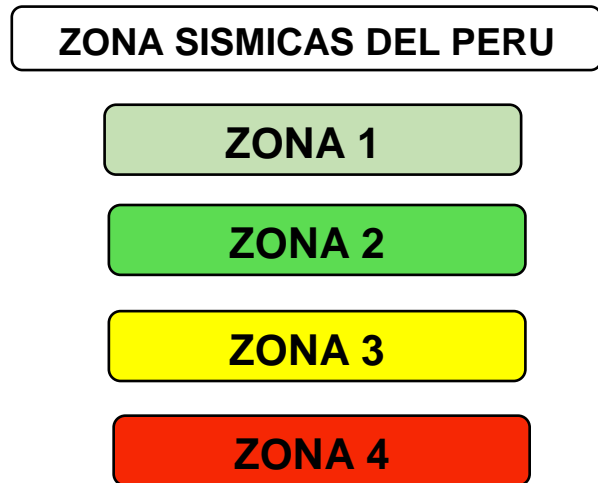 ZONA SISMICAS DEL PERU
ZONA 1
ZONA 2
ZONA 3
ZONA 4